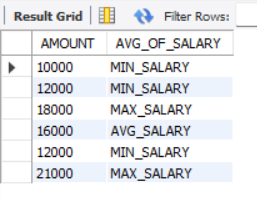 Result Grid Filter Rows:
AMOUNT AVG_OF_SALARY
10000 MIN_SALARY
12000 MIN_SALARY
18000 MAX_SALARY
16000 AVG_SALARY
12000 MIN_SALARY
21000 MAX_SALARY